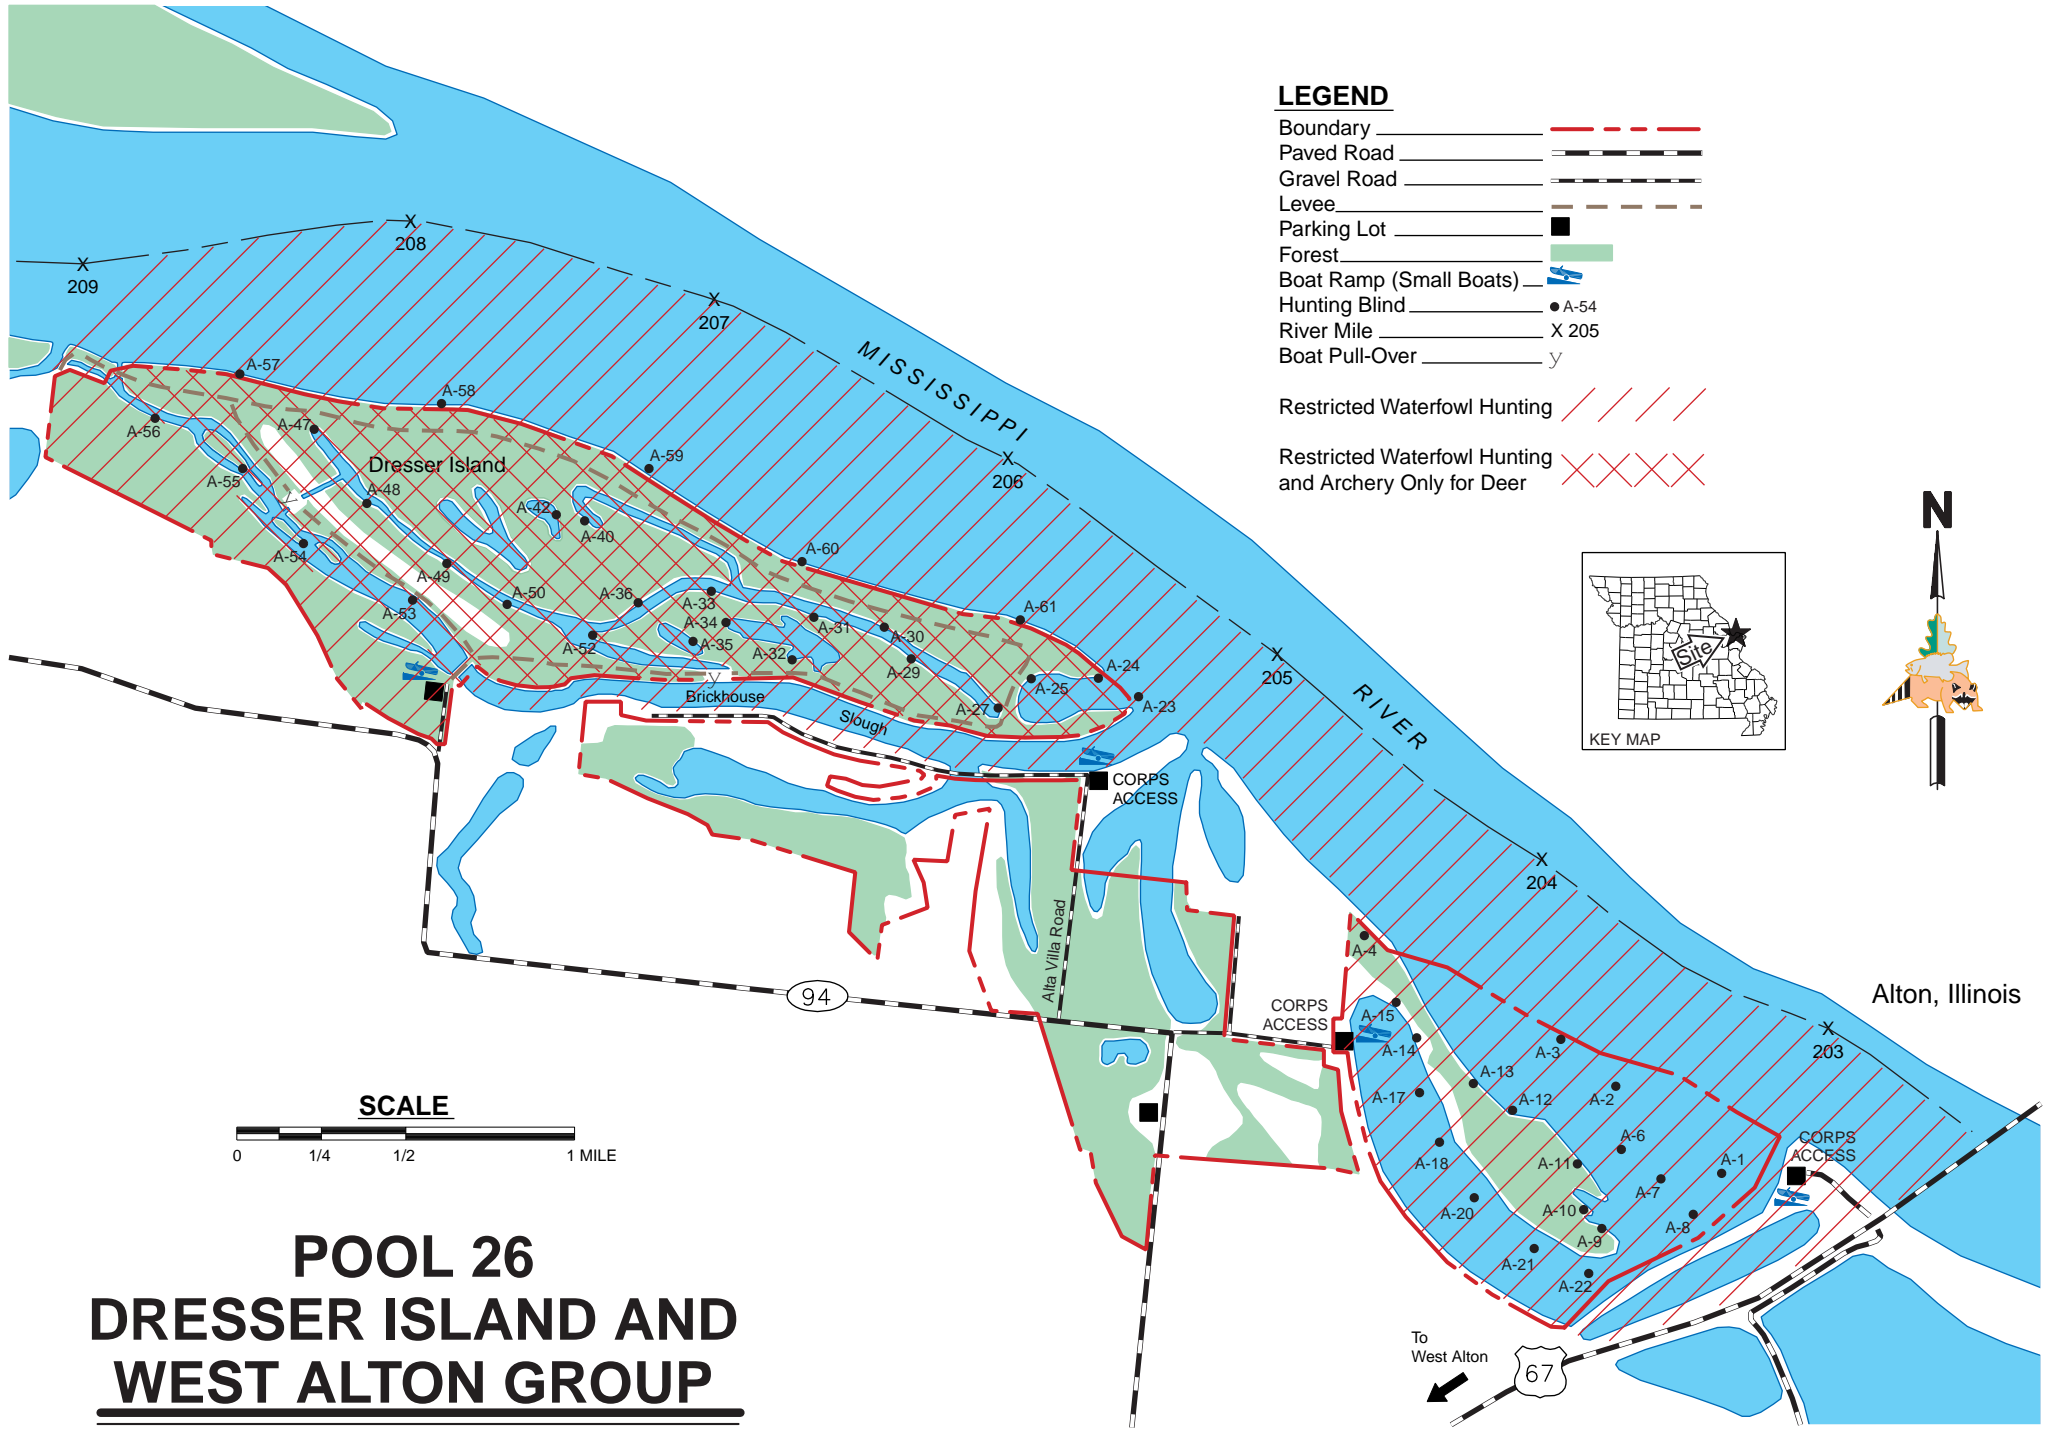 LEGEND
Boundary
Paved Road
Gravel Road
Levee
Parking Lot
Forest
Boat Ramp (Small Boats)
Hunting Blind A-54
River Mile X 205
Boat Pull-Over y
Restricted Waterfowl Hunting
Restricted Waterfowl Hunting
and Archery Only for Deer
N
Site
KEY MAP
X
209
X
208
X
207
MISSISSIPPI
X
206
X
205
RIVER
X
204
X
203
Alton, Illinois
A-57
A-58
A-56
A-47
Dresser Island
A-59
A-55
y
A-48
A-42
A-40
A-54
A-60
A-49
A-53
A-50
A-36
A-33
A-61
A-34
A-31
A-30
A-52
A-35
A-32
A-29
A-24
A-25
y
Brickhouse
A-27
A-23
Slough
CORPS
ACCESS
Alta Villa Road
94
CORPS
ACCESS
A-4
A-15
A-14
A-3
A-13
A-17
A-12
A-2
A-6
A-18
A-11
A-1
CORPS
ACCESS
A-7
A-20
A-10
A-8
A-9
A-21
A-22
To
West Alton
67
SCALE
0 1/4 1/2 1 MILE
POOL 26
DRESSER ISLAND AND
WEST ALTON GROUP